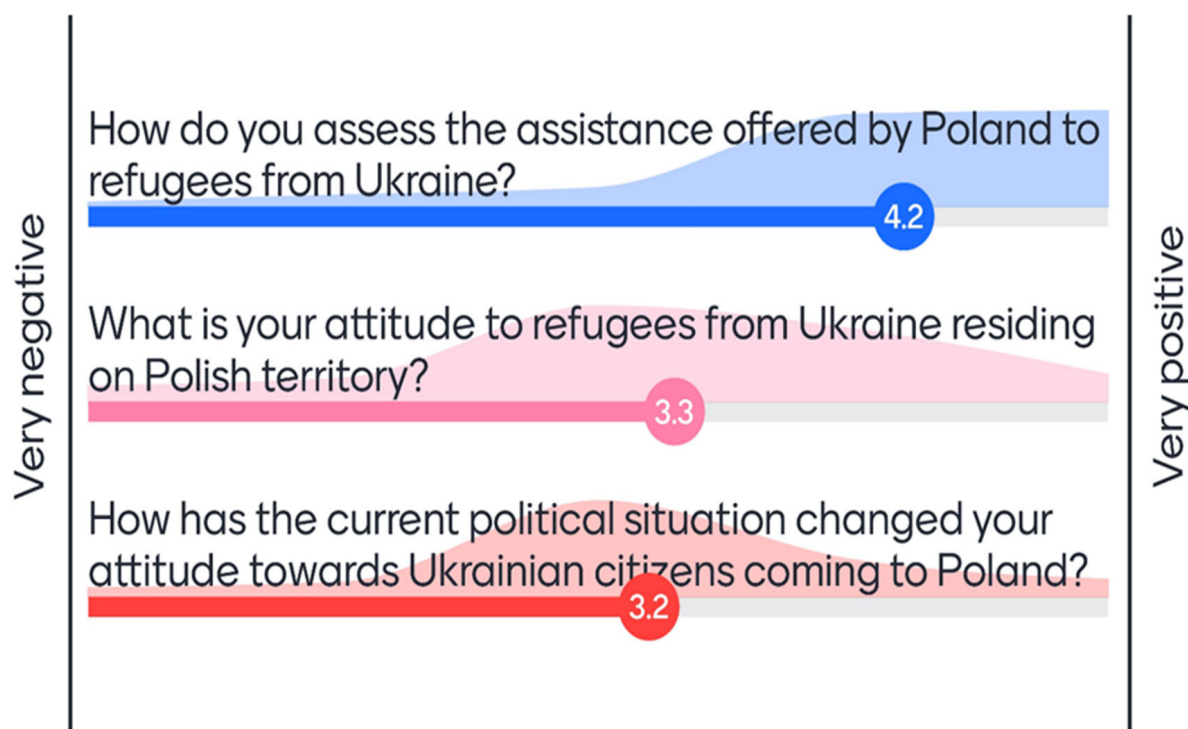 Very negative
How do you assess the assistance offered by Poland to
refugees from Ukraine?
4.2
What is your attitude to refugees from Ukraine residing
on Polish territory?
3.3
How has the current political situation changed your
attitude towards Ukrainian citizens coming to Poland?
3.2
Very positive